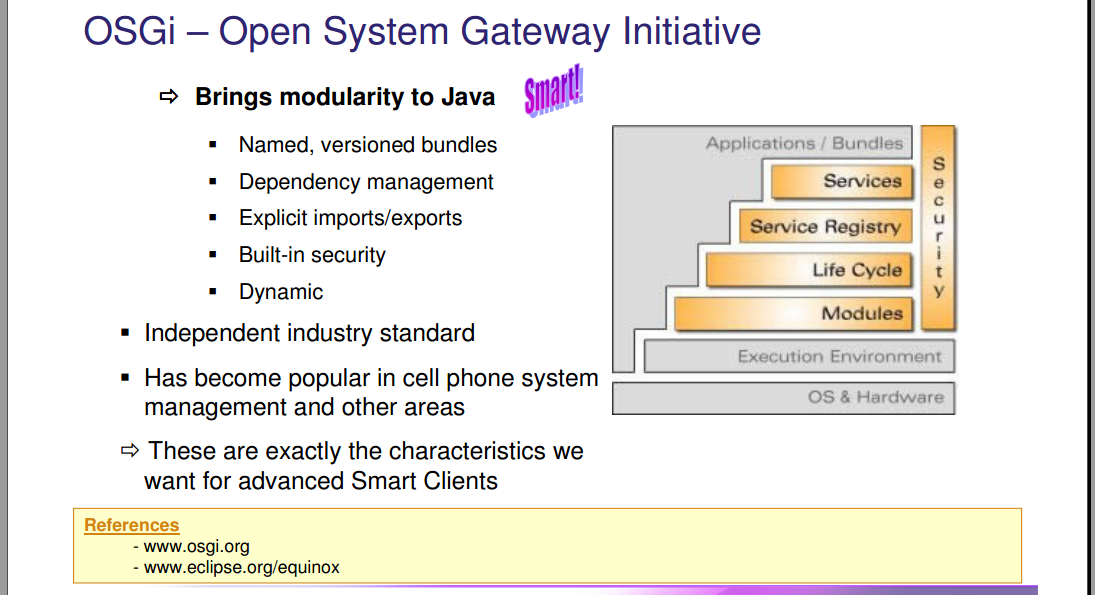 OSGi – Open System Gateway Initiative
⇨ Brings modularity to Java
Smart!
▪ Named, versioned bundles
▪ Dependency management
▪ Explicit imports/exports
▪ Built-in security
▪ Dynamic
▪ Independent industry standard
▪ Has become popular in cell phone system
management and other areas
⇨ These are exactly the characteristics we
want for advanced Smart Clients
Applications / Bundles
Services
Service Registry
Life Cycle
Modules
Security
Execution Environment
OS & Hardware
References
- www.osgi.org
- www.eclipse.org/equinox